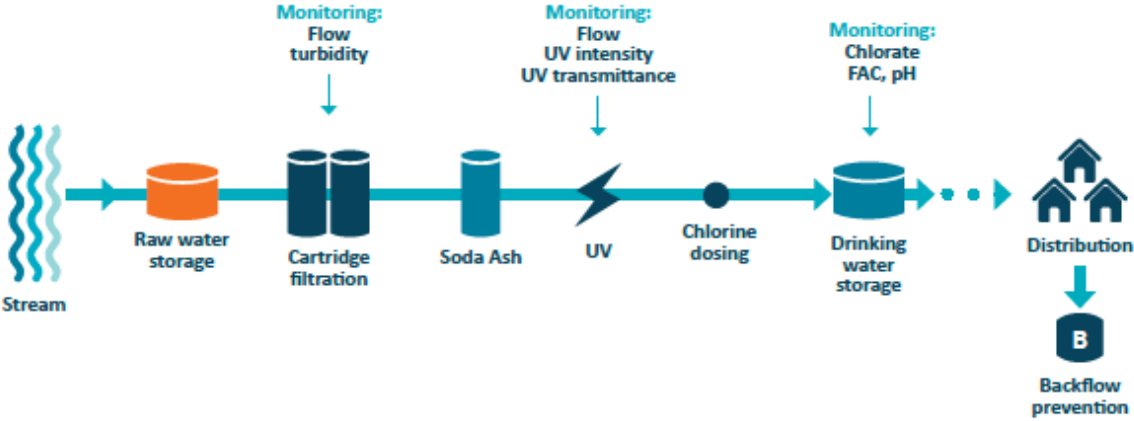 Monitoring:
Flow
turbidity
Monitoring:
Flow
UV intensity
UV transmittance
Monitoring:
Chlorate
FAC, pH
Stream
Raw water
storage
Cartridge
filtration
Soda Ash
UV
Chlorine
dosing
Drinking
water
storage
Distribution
B
Backflow
prevention